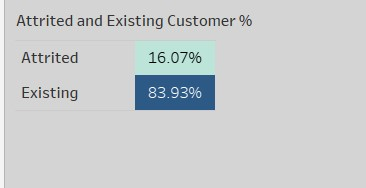 Attrited and Existing Customer %
Attrited 16.07%
Existing 83.93%